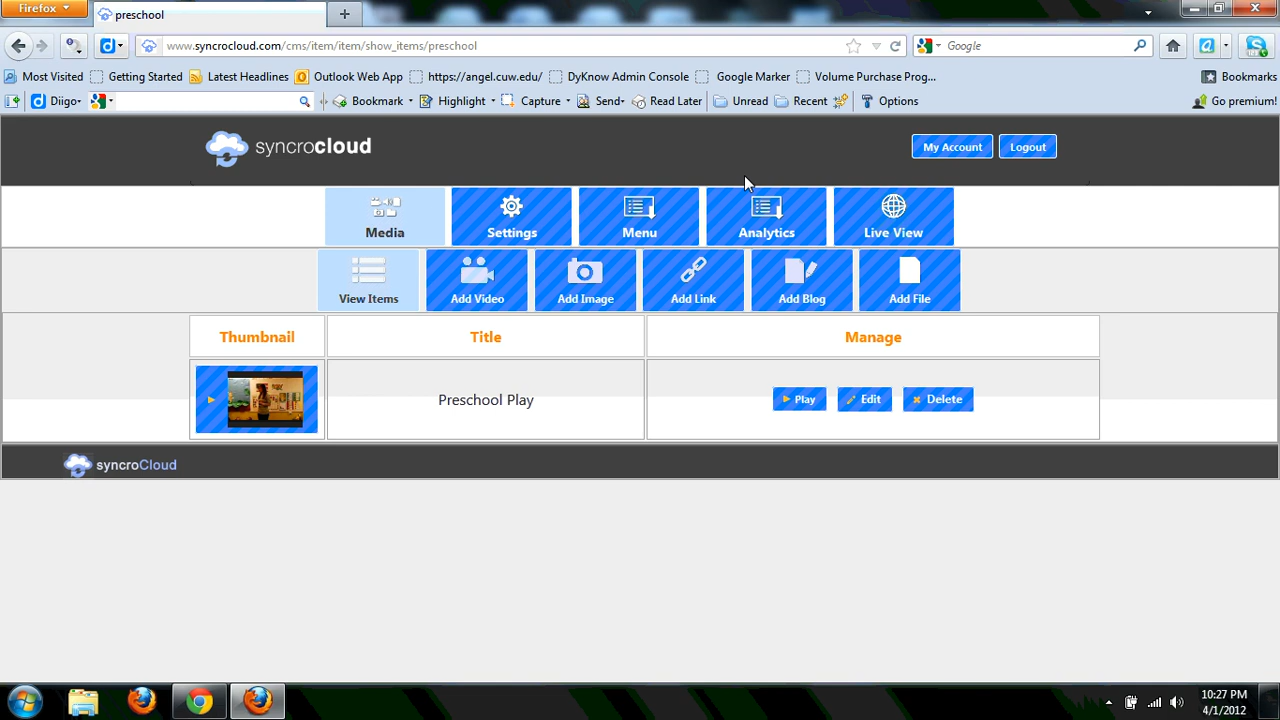 Firefox
preschool
www.syncrocloud.com/cms/item/item/show_items/preschool
Google
Most Visited Getting Started Latest Headlines Outlook Web App https://angel.cuw.edu/ DyKnow Admin Console Google Marker Volume Purchase Prog... Bookmarks
Diigo Bookmark Highlight Capture Send Read Later Unread Recent Options Go premium!
syncrocloud
My Account Logout
Media Settings Menu Analytics Live View
View Items Add Video Add Image Add Link Add Blog Add File
Thumbnail Title Manage
Preschool Play Play Edit Delete
syncroCloud
10:27 PM
4/1/2012